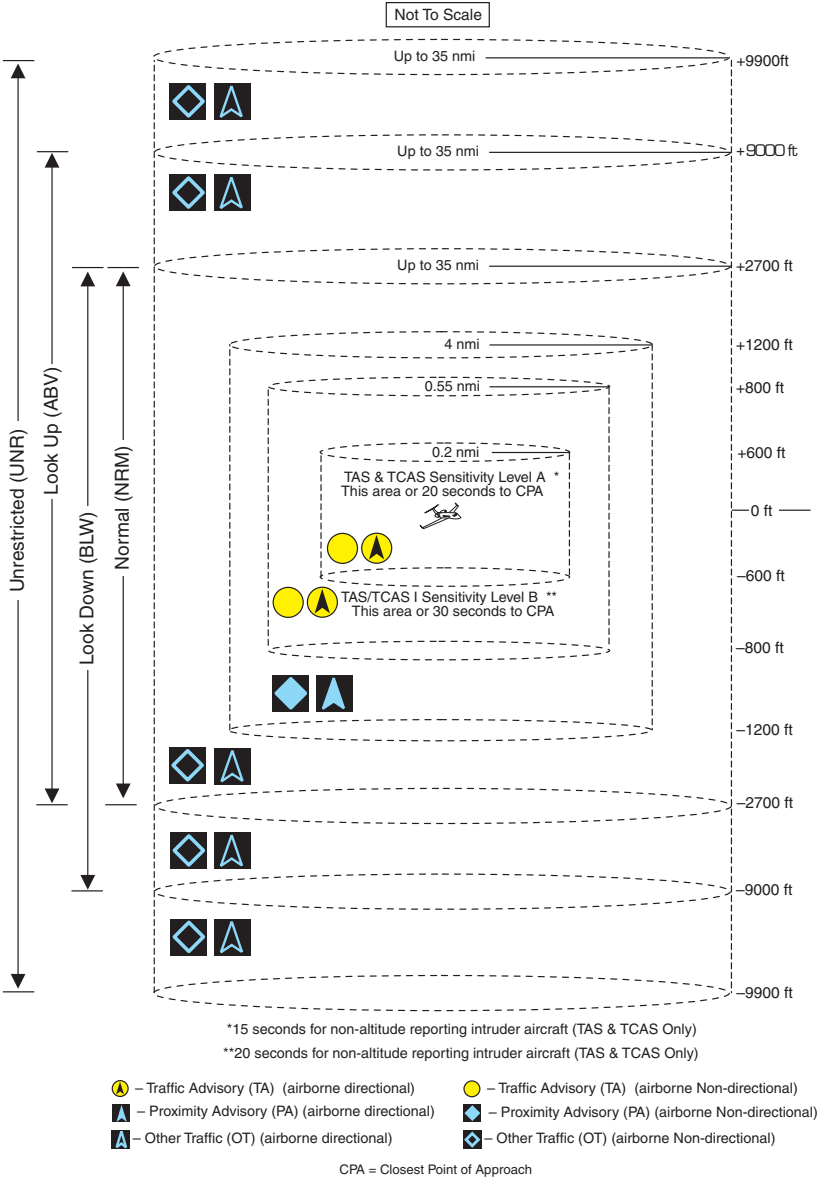 Not To Scale
Up to 35 nmi
+9900ft
Up to 35 nmi
+9000 ft
Up to 35 nmi
+2700 ft
4 nmi
+1200 ft
0.55 nmi
+800 ft
0.2 nmi
+600 ft
TAS & TCAS Sensitivity Level A *
This area or 20 seconds to CPA
0 ft
–600 ft
TAS/TCAS I Sensitivity Level B **
This area or 30 seconds to CPA
–800 ft
–1200 ft
–2700 ft
–9000 ft
–9900 ft
Unrestricted (UNR)
Look Up (ABV)
Look Down (BLW)
Normal (NRM)
*15 seconds for non-altitude reporting intruder aircraft (TAS & TCAS Only)
**20 seconds for non-altitude reporting intruder aircraft (TAS & TCAS Only)
– Traffic Advisory (TA) (airborne directional)
– Traffic Advisory (TA) (airborne Non-directional)
– Proximity Advisory (PA) (airborne directional)
– Proximity Advisory (PA) (airborne Non-directional)
– Other Traffic (OT) (airborne directional)
– Other Traffic (OT) (airborne Non-directional)
CPA = Closest Point of Approach